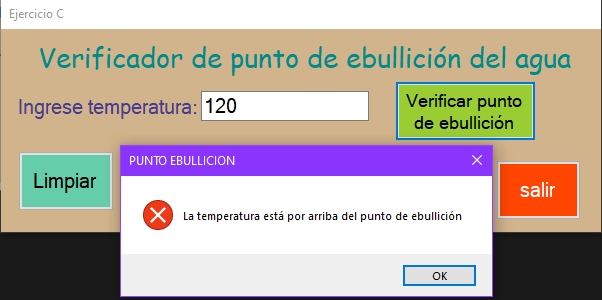 Ejercicio C
Verificador de punto de ebullición del agua
Ingrese temperatura: 120
Verificar punto
de ebullición
Limpiar
PUNTO EBULLICION
La temperatura está por arriba del punto de ebullición
OK
salir